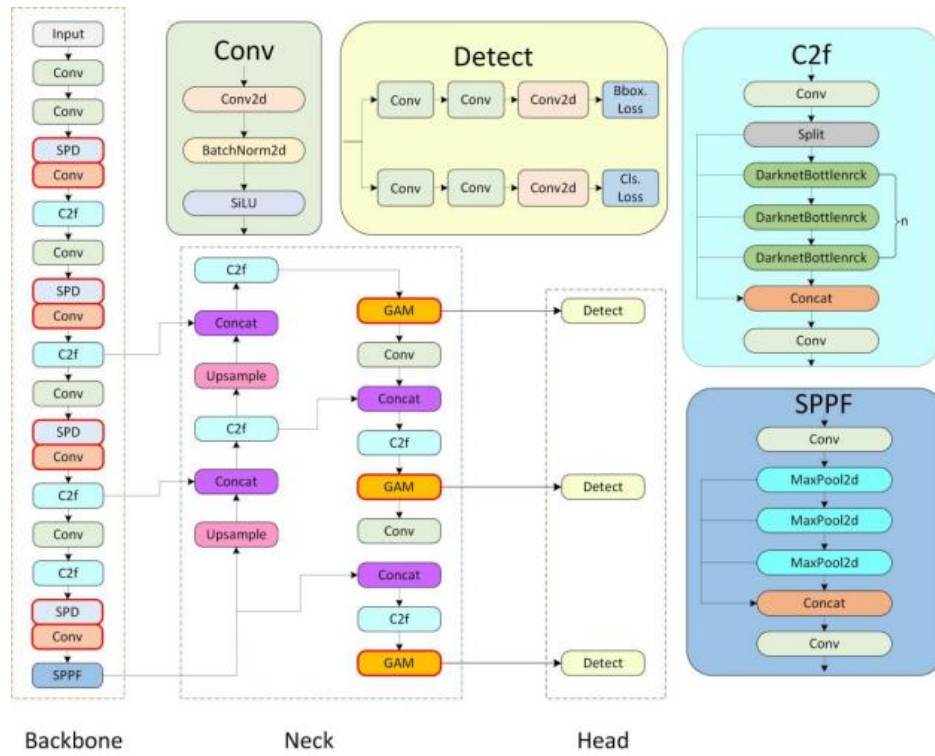 Input
Conv
Conv
SPD
Conv
C2f
Conv
SPD
Conv
C2f
Conv
SPD
Conv
C2f
Conv
C2f
SPD
Conv
SPPF
Backbone
Conv
Conv2d
BatchNorm2d
SiLU
Detect
Conv
Conv
Conv2d
Bbox.
Loss
Conv
Conv
Conv2d
Cls.
Loss
C2f
Conv
Split
DarknetBottlenrck
DarknetBottlenrck
DarknetBottlenrck
n
Concat
Conv
C2f
Concat
Upsample
C2f
Concat
Upsample
GAM
Conv
Concat
C2f
GAM
Conv
Concat
C2f
GAM
Neck
Detect
Detect
Detect
Head
SPPF
Conv
MaxPool2d
MaxPool2d
MaxPool2d
Concat
Conv